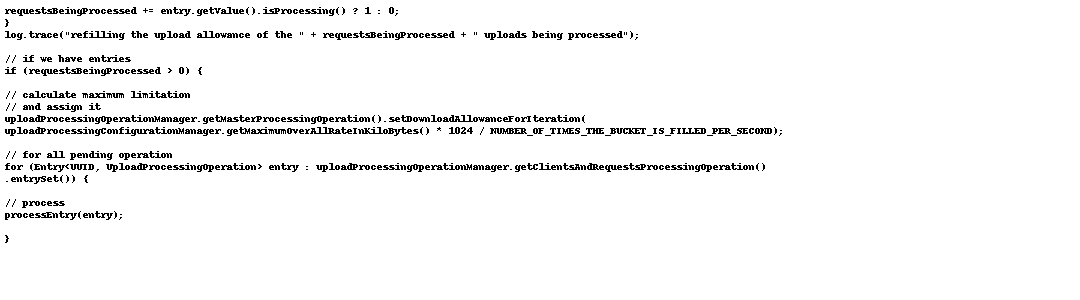 requestsBeingProcessed += entry.getValue().isProcessing() ? 1 : 0;
}
log.trace("refilling the upload allowance of the " + requestsBeingProcessed + " uploads being processed");
// if we have entries
if (requestsBeingProcessed > 0) {
// calculate maximum limitation
// and assign it
uploadProcessingOperationManager.getMasterProcessingOperation().setDownloadAllowanceForIteration(
uploadProcessingConfigurationManager.getMaximumOverAllRateInKiloBytes() * 1024 / NUMBER_OF_TIMES_THE_BUCKET_IS_FILLED_PER_SECOND);
// for all pending operation
for (Entry<UUID, UploadProcessingOperation> entry : uploadProcessingOperationManager.getClientsAndRequestsProcessingOperation()
.entrySet()) {
// process
processEntry(entry);
}